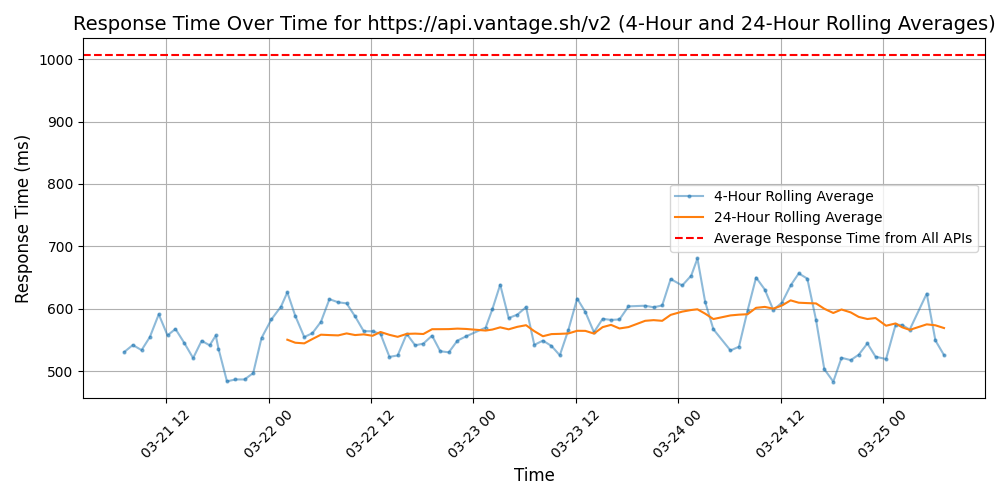 Response Time Over Time for https://api.vantage.sh/v2 (4-Hour and 24-Hour Rolling Averages)
Response Time (ms)
1000
900
800
700
600
500
4-Hour Rolling Average
24-Hour Rolling Average
Average Response Time from All APIs
03-21 12
03-22 00
03-22 12
03-23 00
03-23 12
03-24 00
03-24 12
03-25 00
Time